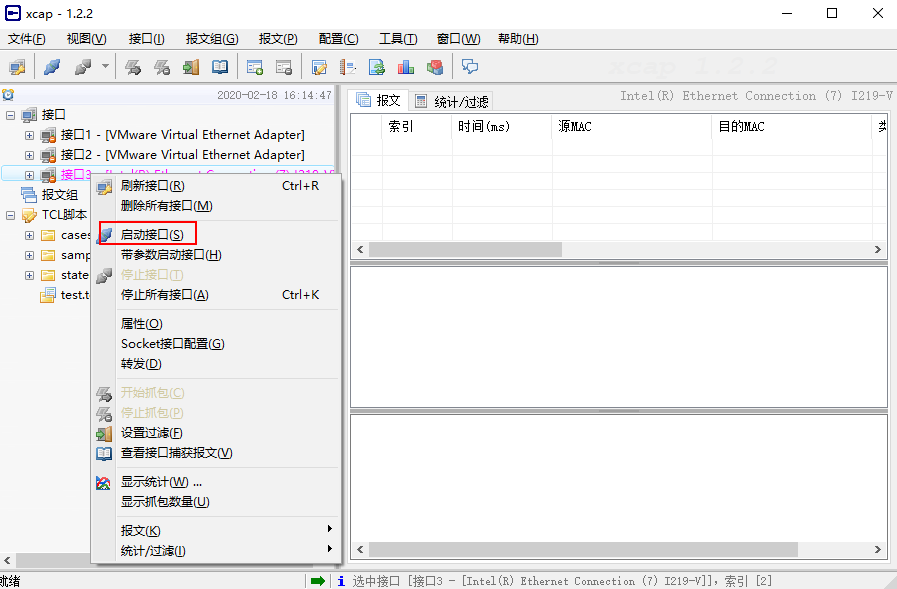 xcap - 1.2.2
文件(F) 视图(V) 接口(I) 报文组(G) 报文(P) 配置(C) 工具(T) 窗口(W) 帮助(H)
xcap 1.2.2
2020-02-18 16:14:47
接口
接口1 - [VMware Virtual Ethernet Adapter]
接口2 - [VMware Virtual Ethernet Adapter]
接口3 - [Intel(R) Ethernet Connection (7) I219-V
报文组
TCL脚本
cases
samp
state
test.t
刷新接口(R) Ctrl+R
删除所有接口(M)
启动接口(S)
带参数启动接口(H)
停止接口(T)
停止所有接口(A) Ctrl+K
属性(O)
Socket接口配置(G)
转发(D)
开始抓包(C)
停止抓包(P)
设置过滤(F)
查看接口捕获报文(V)
显示统计(W) ...
显示抓包数量(U)
报文(K)
统计/过滤(I)
报文 统计/过滤 Intel(R) Ethernet Connection (7) I219-V
索引 时间(ms) 源MAC 目的MAC
就绪 选中接口 [接口3 - [Intel(R) Ethernet Connection (7) I219-V]], 索引 [2]